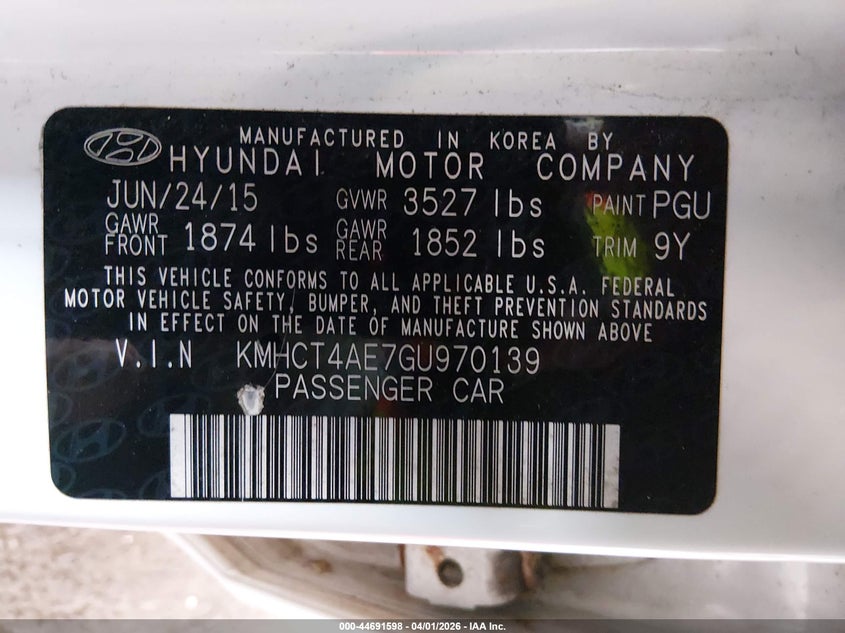 MANUFACTURED IN KOREA BY
HYUNDAI MOTOR COMPANY
JUN/24/15 GVWR 3527 lbs PAINT PGU
GAWR FRONT 1874 lbs GAWR REAR 1852 lbs TRIM 9Y
THIS VEHICLE CONFORMS TO ALL APPLICABLE U.S.A. FEDERAL
MOTOR VEHICLE SAFETY, BUMPER, AND THEFT PREVENTION STANDARDS
IN EFFECT ON THE DATE OF MANUFACTURE SHOWN ABOVE
V.I.N KMHCT4AE7GU970139
PASSENGER CAR
000-44691598 - 04/01/2026 - IAA Inc.